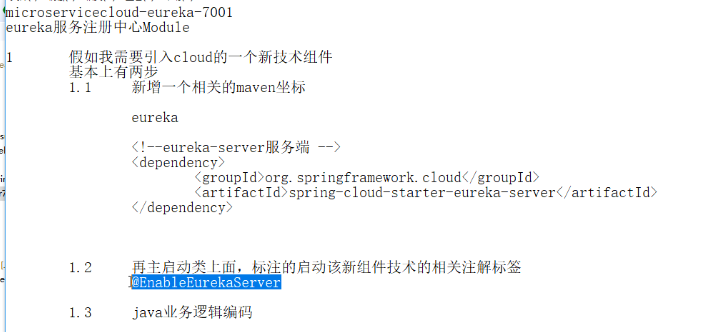 microservicecloud-eureka-7001
eureka服务注册中心Module
1 假如我需要引入cloud的一个新技术组件
基本上有两步
1.1 新增一个相关的maven坐标
eureka
<!--eureka-server服务端 -->
<dependency>
<groupId>org.springframework.cloud</groupId>
<artifactId>spring-cloud-starter-eureka-server</artifactId>
</dependency>
1.2 再主启动类上面，标注的启动该新组件技术的相关注解标签
@EnableEurekaServer
1.3 java业务逻辑编码